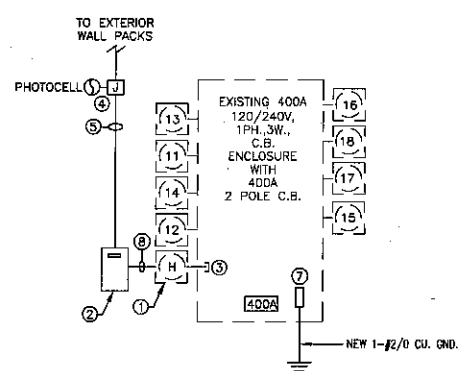 TO EXTERIOR
WALL PACKS
PHOTOCELL
J
4
5
13
11
14
12
EXISTING 400A
120/240V,
1PH.,3W.,
C.B.
ENCLOSURE
WITH
400A
2 POLE C.B.
16
18
17
15
8
H
3
2
1
400A
7
NEW 1-#2/0 CU. GND.